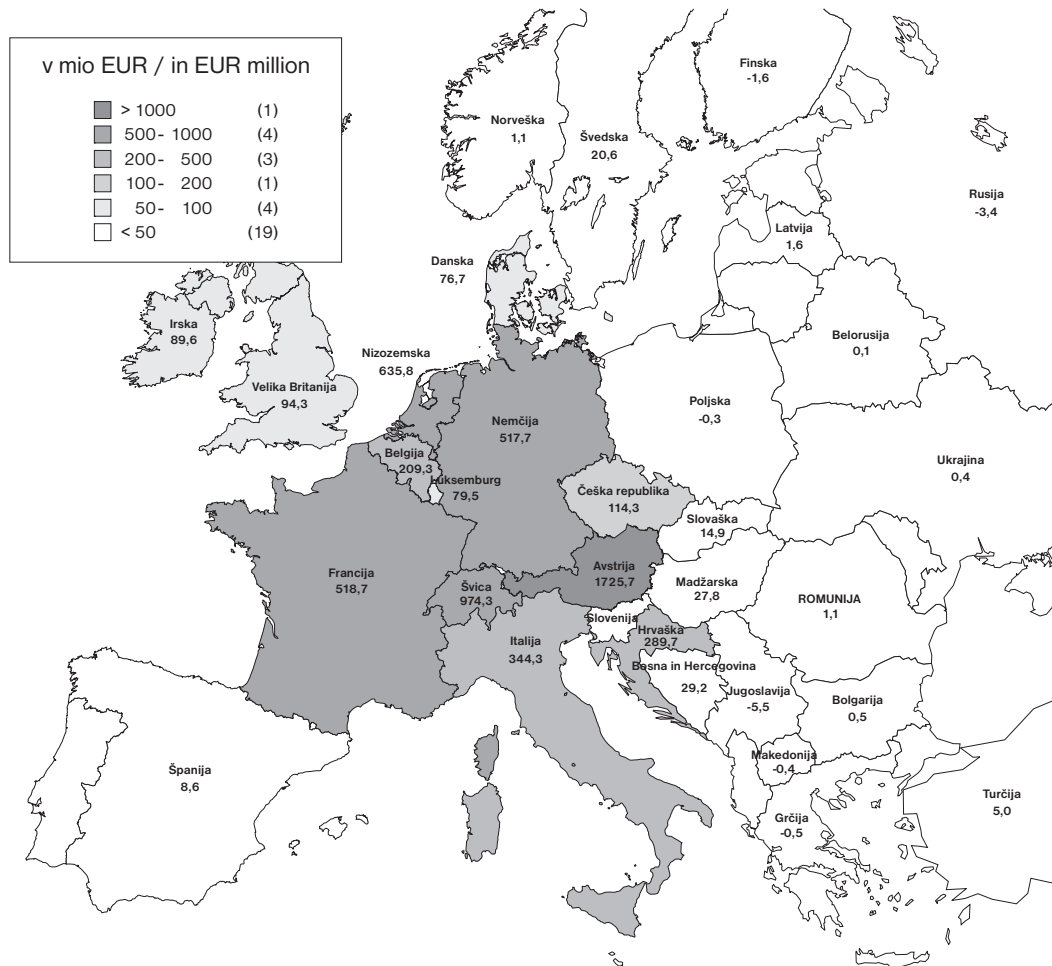 v mio EUR / in EUR million
> 1000 (1)
500 - 1000 (4)
200 - 500 (3)
100 - 200 (1)
50 - 100 (4)
< 50 (19)
Finska
-1,6
Norveška
1,1
Švedska
20,6
Rusija
-3,4
Latvija
1,6
Danska
76,7
Irska
89,6
Belorusija
0,1
Nizozemska
635,8
Velika Britanija
94,3
Poljska
-0,3
Nemčija
517,7
Belgija
209,3
Ukrajina
0,4
Luksemburg
79,5
Češka republika
114,3
Slovaška
14,9
Avstrija
1725,7
Francija
518,7
Švica
974,3
Madžarska
27,8
ROMUNIJA
1,1
Slovenija
Hrvaška
289,7
Italija
344,3
Bosna in Hercegovina
29,2
Jugoslavija
-5,5
Bolgarija
0,5
Makedonija
-0,4
Španija
8,6
Turčija
5,0
Grčija
-0,5